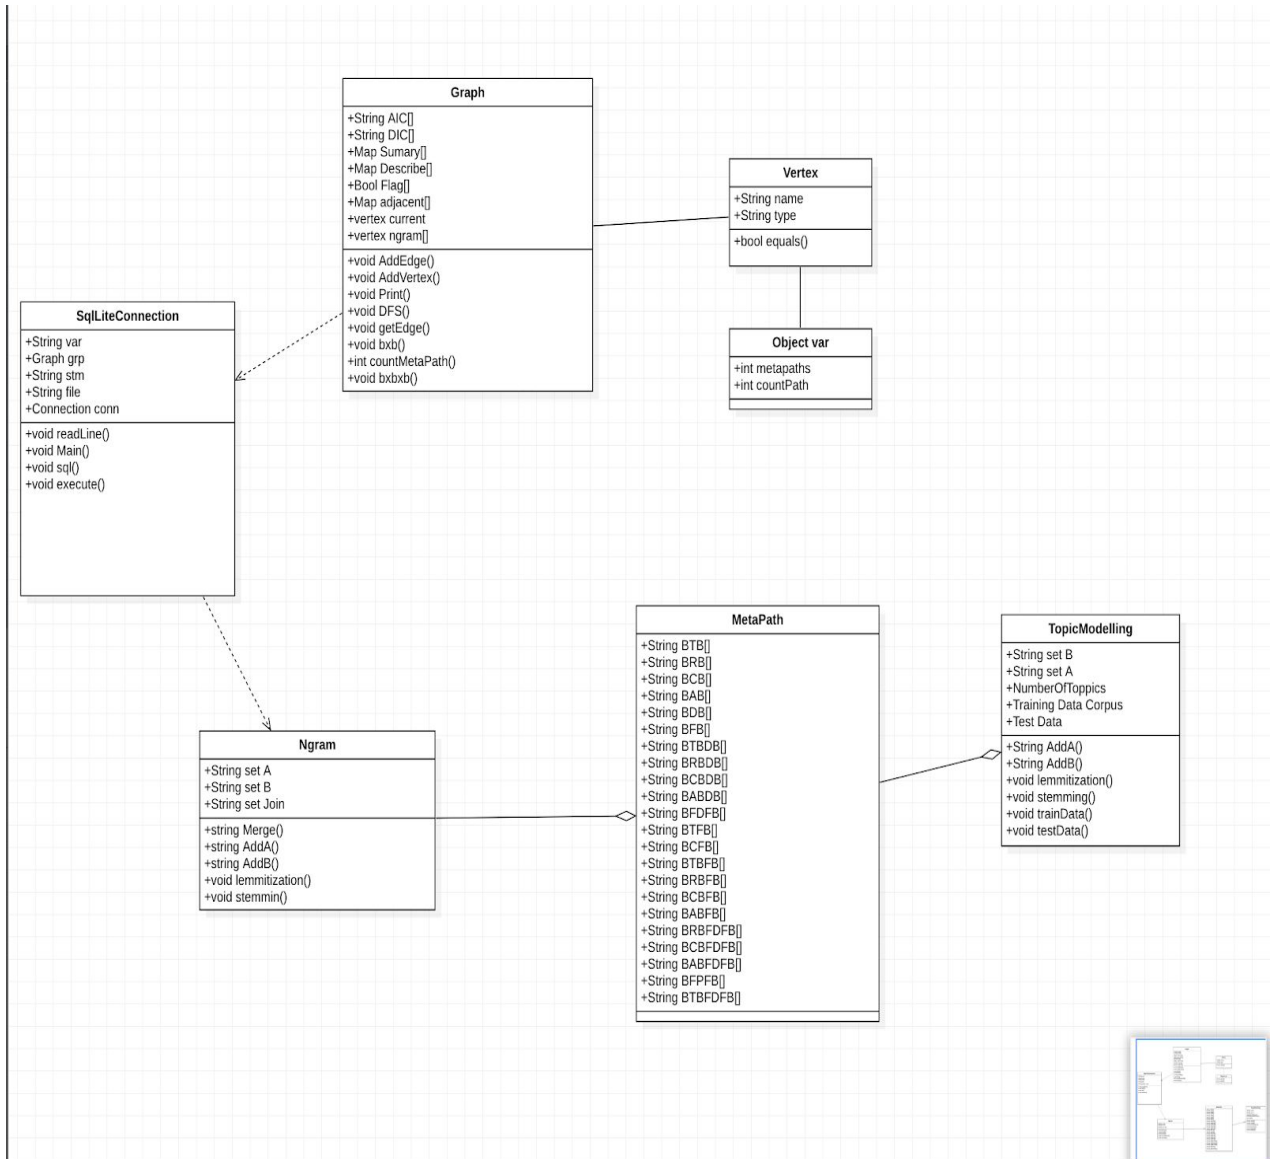 Graph
+String AIC[]
+String DIC[]
+Map Sumary[]
+Map Describe[]
+Bool Flag[]
+Map adjacent[]
+vertex current
+vertex ngram[]
+void AddEdge()
+void AddVertex()
+void Print()
+void DFS()
+void getEdge()
+void bxb()
+int countMetaPath()
+void bxbxb()
Vertex
+String name
+String type
+bool equals()
Object var
+int metapaths
+int countPath
SqlLiteConnection
+String var
+Graph grp
+String stm
+String file
+Connection conn
+void readLine()
+void Main()
+void sql()
+void execute()
Ngram
+String set A
+String set B
+String set Join
+string Merge()
+string AddA()
+string AddB()
+void lemmitization()
+void stemmin()
MetaPath
+String BTB[]
+String BRB[]
+String BCB[]
+String BAB[]
+String BDB[]
+String BFB[]
+String BTBDB[]
+String BRBDB[]
+String BCBDB[]
+String BABDB[]
+String BFDFB[]
+String BTFB[]
+String BCFB[]
+String BTBFB[]
+String BRBFB[]
+String BCBFB[]
+String BABFB[]
+String BRBFDFB[]
+String BCBFDFB[]
+String BABFDFB[]
+String BFPFB[]
+String BTBFDFB[]
TopicModelling
+String set B
+String set A
+NumberOfToppics
+Training Data Corpus
+Test Data
+String AddA()
+String AddB()
+void lemmitization()
+void stemming()
+void trainData()
+void testData()